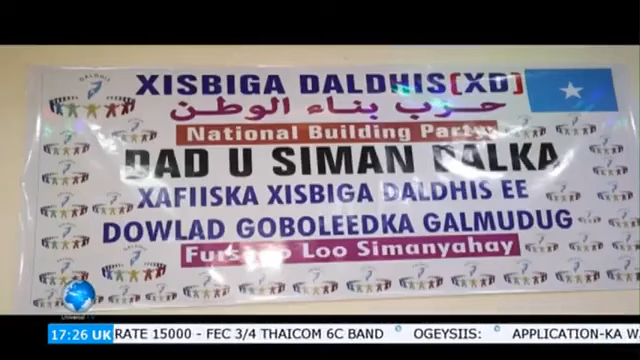 XISBIGA DALDHIS(XD)
حزب بناء الوطن
National Building Party
DAD U SIMAN DALKA
XAFIISKA XISBIGA DALDHIS EE
DOWLAD GOBOLEEDKA GALMUDUG
Loo Simanyahay
Universal
17:26 UK RATE 15000 - FEC 3/4 THAICOM 6C BAND OGEYSIIS: APPLICATION-KA